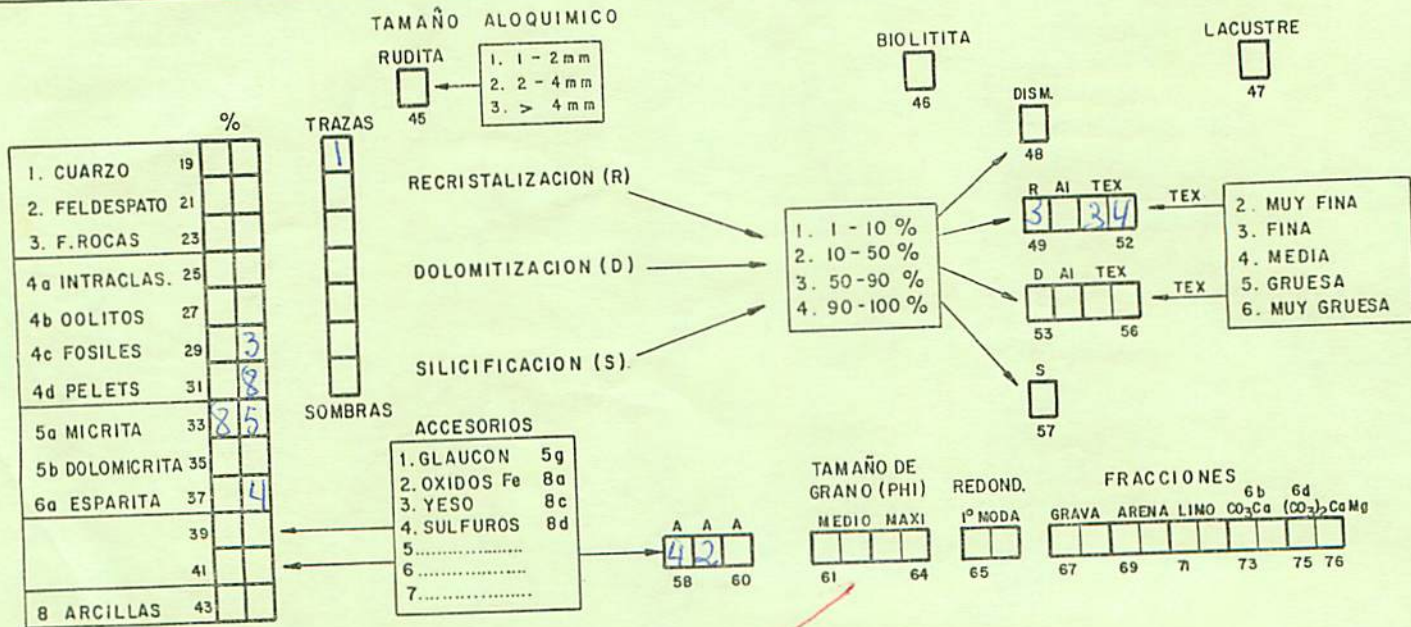 TAMAÑO ALOQUIMICO
RUDITA
45
1. 1 - 2 mm
2. 2 - 4 mm
3. > 4 mm
BIOLITITA
46
LACUSTRE
47
%
TRAZAS
1
SOMBRAS
1. CUARZO 19
2. FELDESPATO 21
3. F. ROCAS 23
4a INTRACLAS. 25
4b OOLITOS 27
4c FOSILES 29 3
4d PELETS 31 8
5a MICRITA 33 85
5b DOLOMICRITA 35
6a ESPARITA 37 4
39
41
8 ARCILLAS 43
RECRISTALIZACION (R)
DOLOMITIZACION (D)
SILICIFICACION (S).
1. 1 - 10 %
2. 10 - 50 %
3. 50 - 90 %
4. 90 - 100 %
DISM.
48
R AI TEX
3 3 4
49 52
TEX
D AI TEX
53 56
TEX
2. MUY FINA
3. FINA
4. MEDIA
5. GRUESA
6. MUY GRUESA
S
57
ACCESORIOS
1. GLAUCON 5g
2. OXIDOS Fe 8a
3. YESO 8c
4. SULFUROS 8d
5..................
6..................
7..................
A A A
4 2
58 60
TAMAÑO DE
GRANO (PHI)
MEDIO MAXI
61 64
REDOND.
1º MODA
65
FRACCIONES
6b 6d
GRAVA ARENA LIMO CO3Ca (CO3)2CaMg
67 69 71 73 75 76